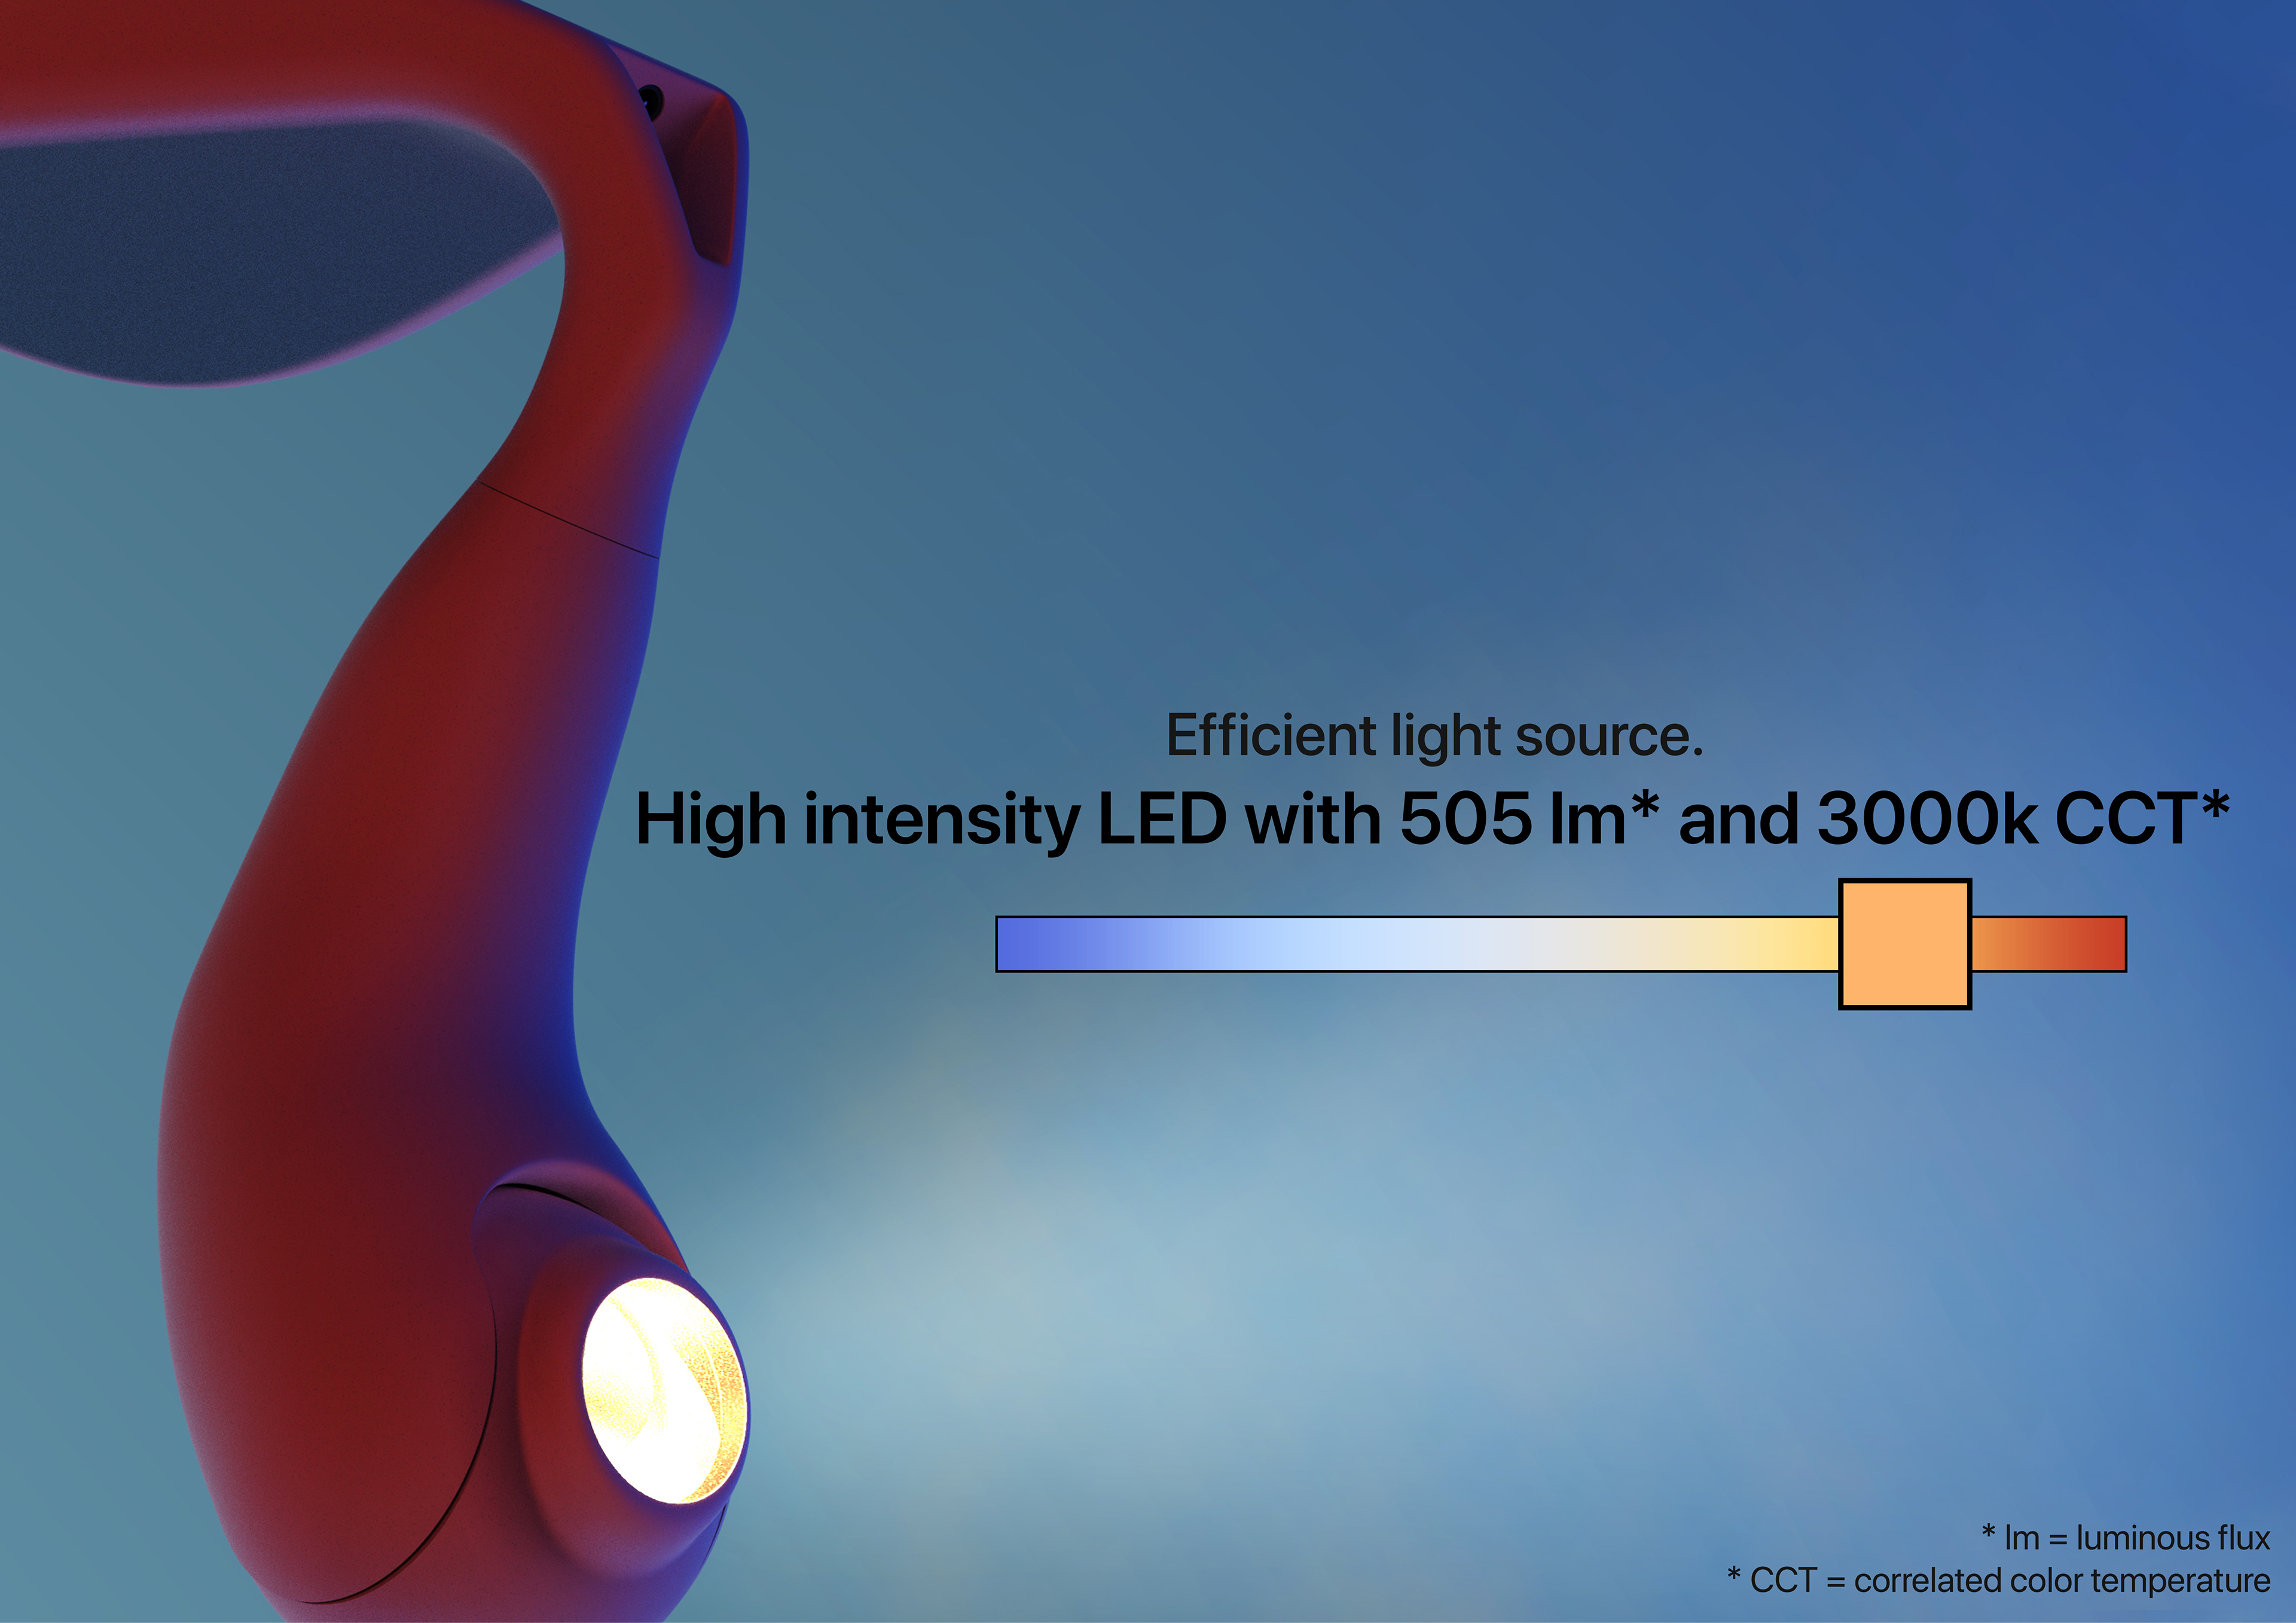 Efficient light source.
High intensity LED with 505 lm* and 3000k CCT*
* lm = luminous flux
* CCT = correlated color temperature